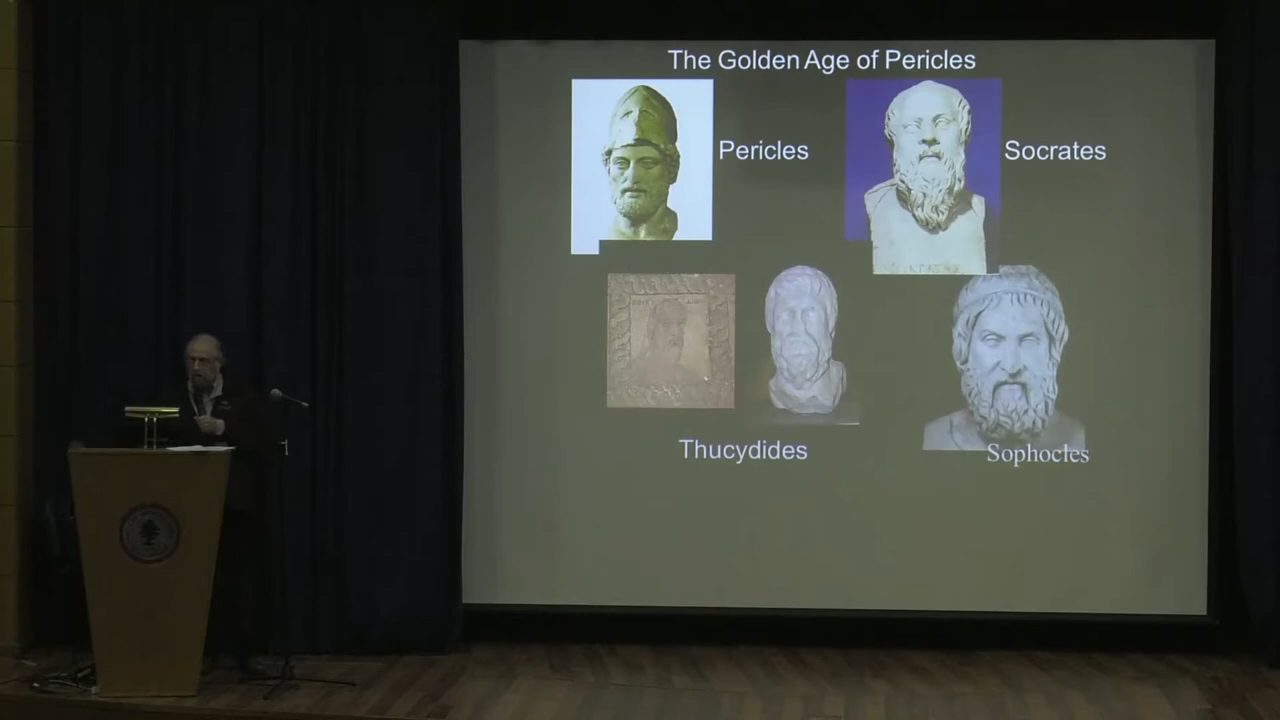 The Golden Age of Pericles
Pericles
Socrates
Thucydides
Sophocles